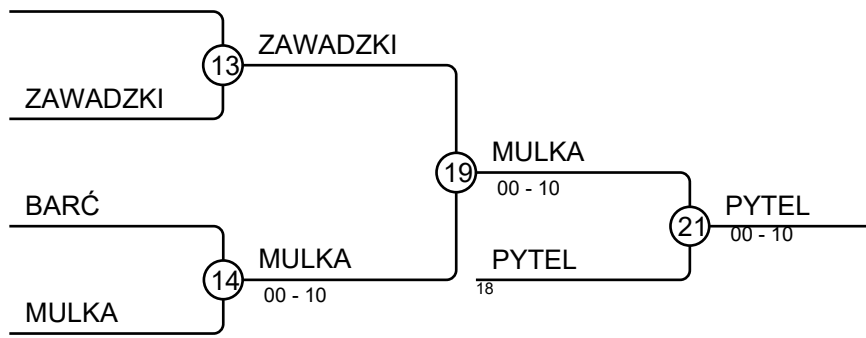 ZAWADZKI
13
ZAWADZKI
MULKA
19
00 - 10
BARĆ
PYTEL
21
00 - 10
MULKA
14
00 - 10
PYTEL
18
MULKA